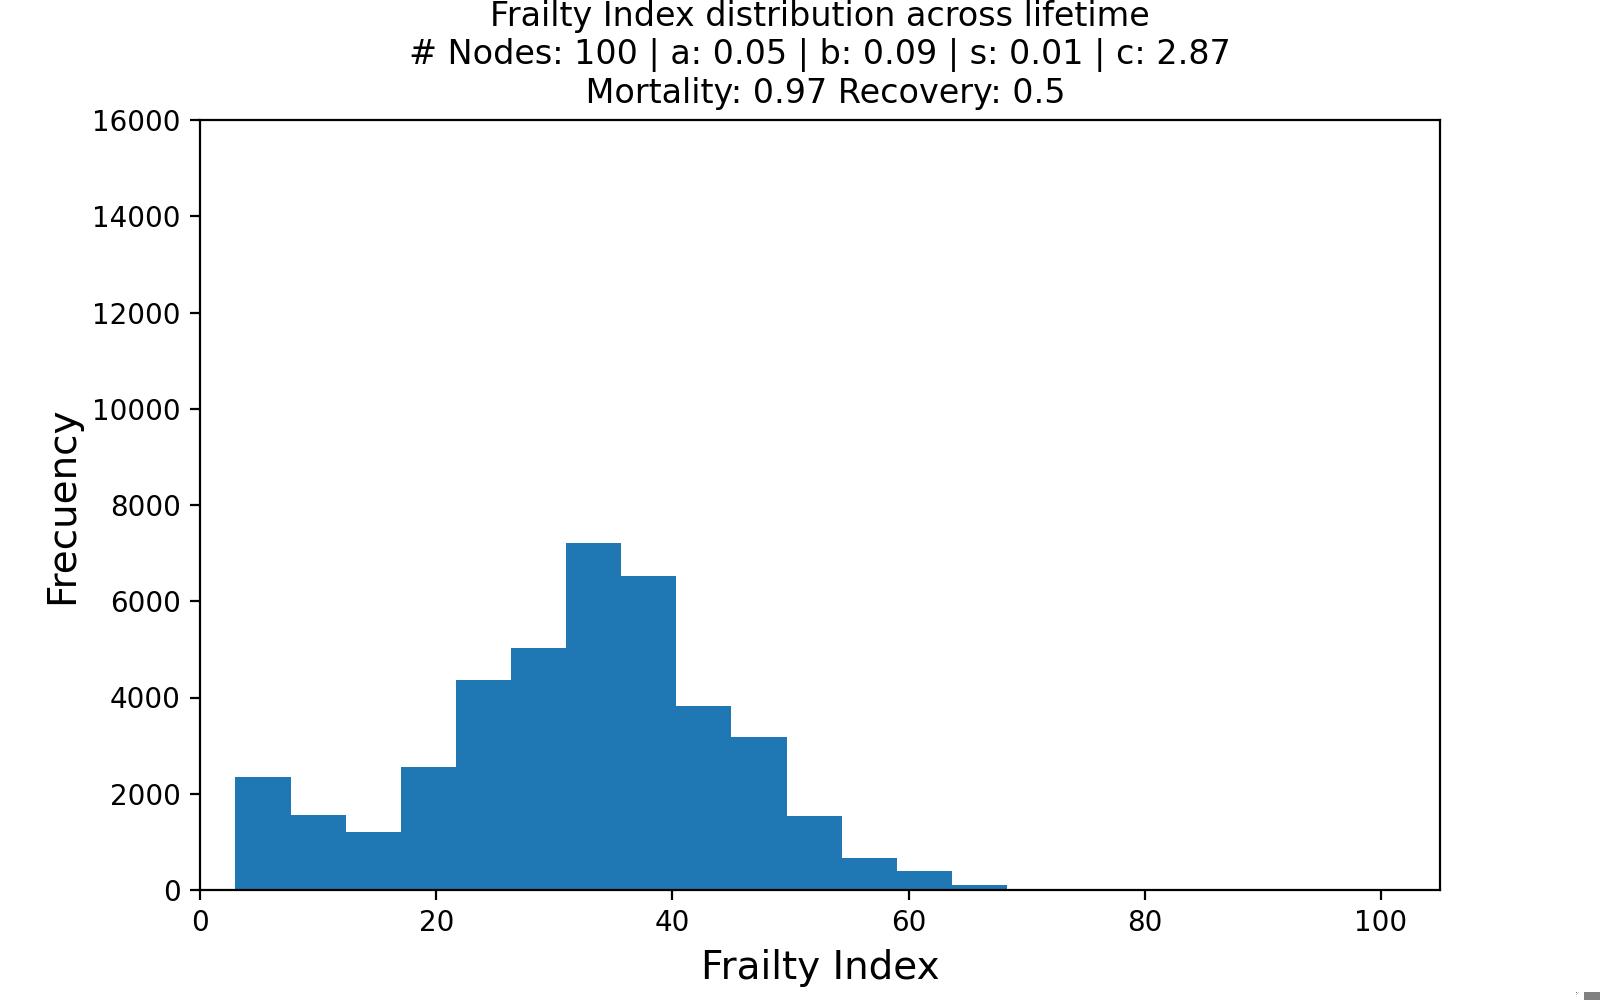 Frailty Index distribution across lifetime
# Nodes: 100 | a: 0.05 | b: 0.09 | s: 0.01 | c: 2.87
Mortality: 0.97 Recovery: 0.5
16000
14000
12000
10000
8000
6000
4000
2000
0
Frecuency
0 20 40 60 80 100
Frailty Index